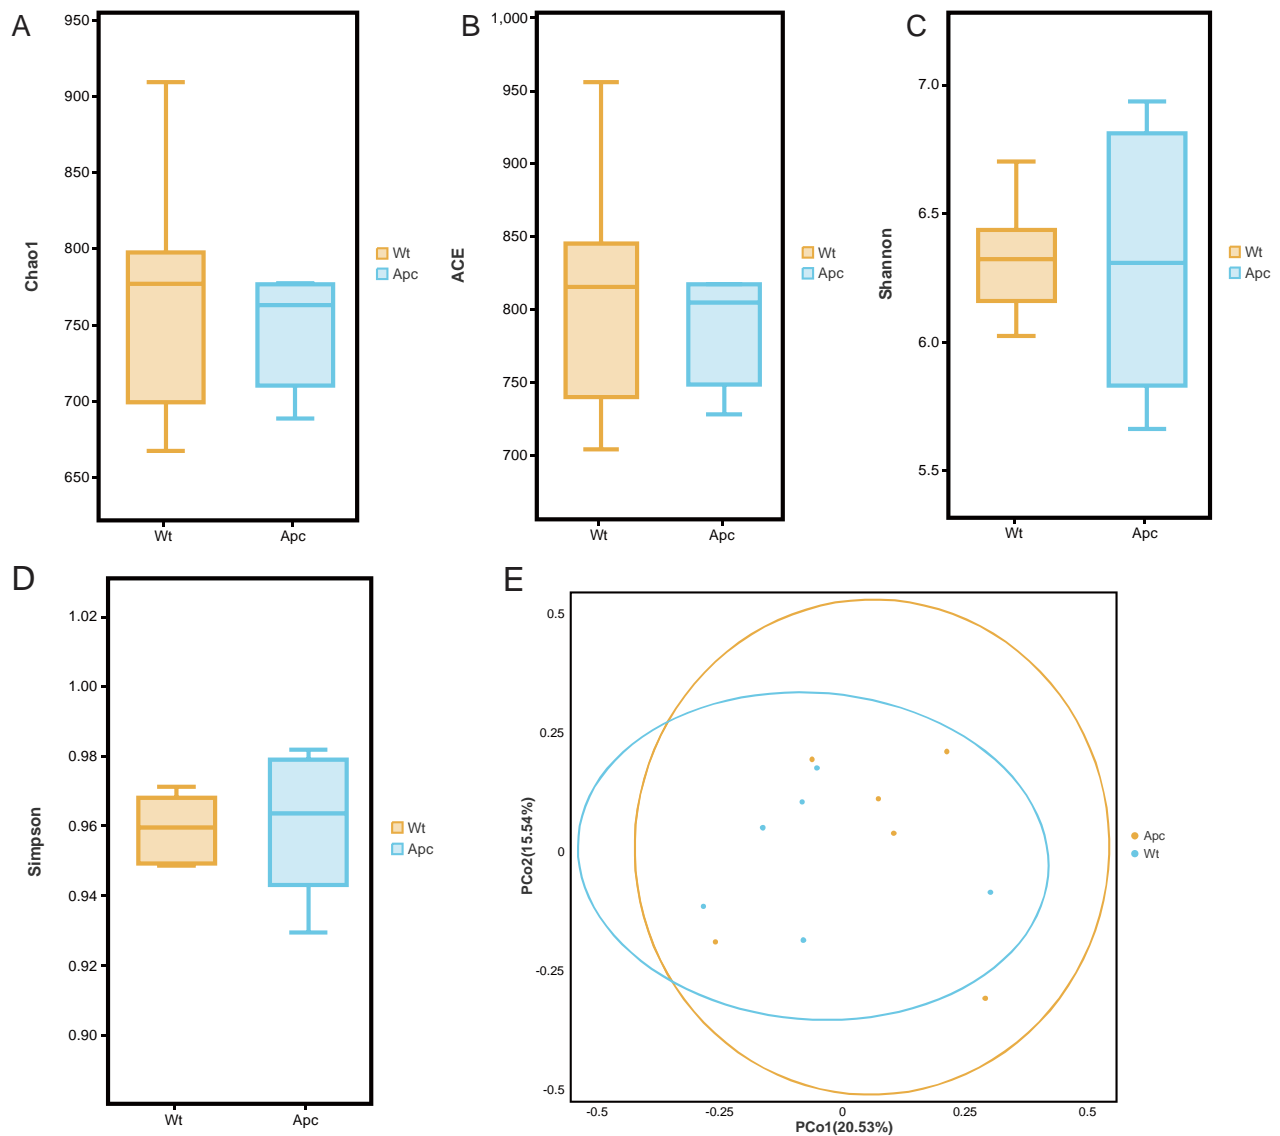 A
950
900
850
800
750
700
650
Chao1
Wt
Apc
Wt
Apc
B
1,000
950
900
850
800
750
700
ACE
Wt
Apc
Wt
Apc
C
7.0
6.5
6.0
5.5
Shannon
Wt
Apc
Wt
Apc
D
1.02
1.00
0.98
0.96
0.94
0.92
0.90
Simpson
Wt
Apc
Wt
Apc
E
0.5
0.25
0
-0.25
-0.5
PCo2(15.54%)
-0.5
-0.25
0
0.25
0.5
PCo1(20.53%)
Apc
Wt